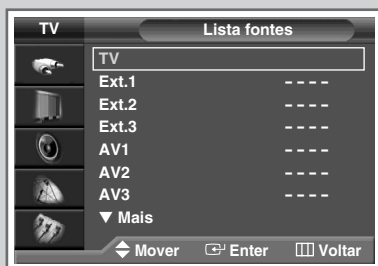 TV Lista fontes
TV
Ext.1 - - - -
Ext.2 - - - -
Ext.3 - - - -
AV1 - - - -
AV2 - - - -
AV3 - - - -
▼ Mais
Mover Enter Voltar